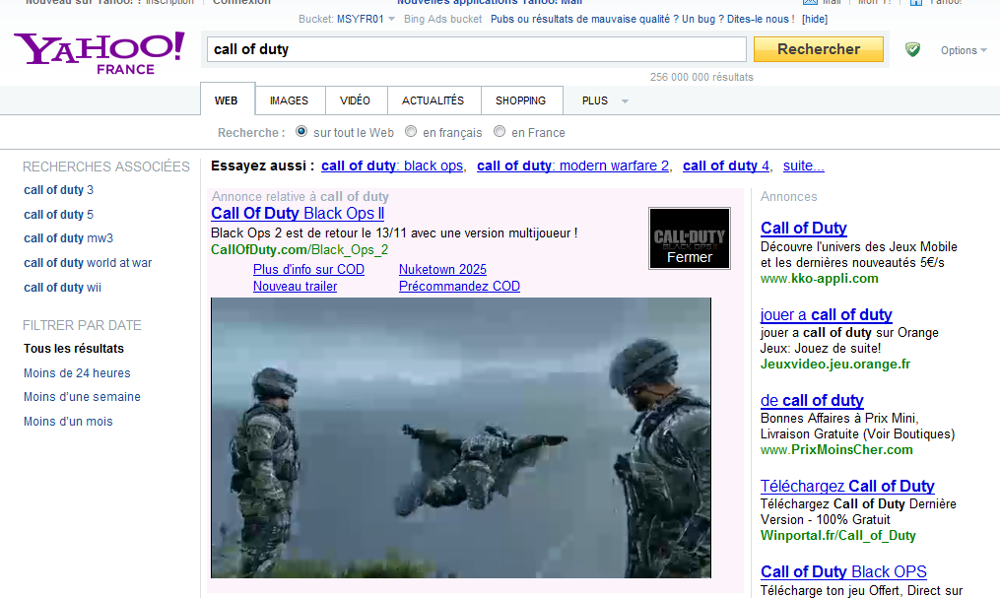 Nouveau sur Yahoo! ? Inscription
Connexion
Nouvelles applications Yahoo! Mail
Mail
Mon Y!
Yahoo!
Bucket: MSYFR01
Bing Ads bucket
Pubs ou résultats de mauvaise qualité ? Un bug ? Dites-le nous !
[hide]
YAHOO!
FRANCE
call of duty
Rechercher
Options
256 000 000 résultats
WEB
IMAGES
VIDÉO
ACTUALITÉS
SHOPPING
PLUS
Recherche :
sur tout le Web
en français
en France
RECHERCHES ASSOCIÉES
call of duty 3
call of duty 5
call of duty mw3
call of duty world at war
call of duty wii
FILTRER PAR DATE
Tous les résultats
Moins de 24 heures
Moins d'une semaine
Moins d'un mois
Essayez aussi : call of duty: black ops, call of duty: modern warfare 2, call of duty 4, suite...
Annonce relative à call of duty
Call Of Duty Black Ops II
Black Ops 2 est de retour le 13/11 avec une version multijoueur !
CallOfDuty.com/Black_Ops_2
Plus d'info sur COD
Nuketown 2025
Nouveau trailer
Précommandez COD
CALL OF DUTY
BLACK OPS II
Fermer
Annonces
Call of Duty
Découvre l'univers des Jeux Mobile
et les dernières nouveautés 5€/s
www.kko-appli.com
jouer a call of duty
jouer a call of duty sur Orange
Jeux: Jouez de suite!
Jeuxvideo.jeu.orange.fr
de call of duty
Bonnes Affaires à Prix Mini,
Livraison Gratuite (Voir Boutiques)
www.PrixMoinsCher.com
Téléchargez Call of Duty
Téléchargez Call of Duty Dernière
Version - 100% Gratuit
Winportal.fr/Call_of_Duty
Call of Duty Black OPS
Télécharge ton jeu Offert, Direct sur